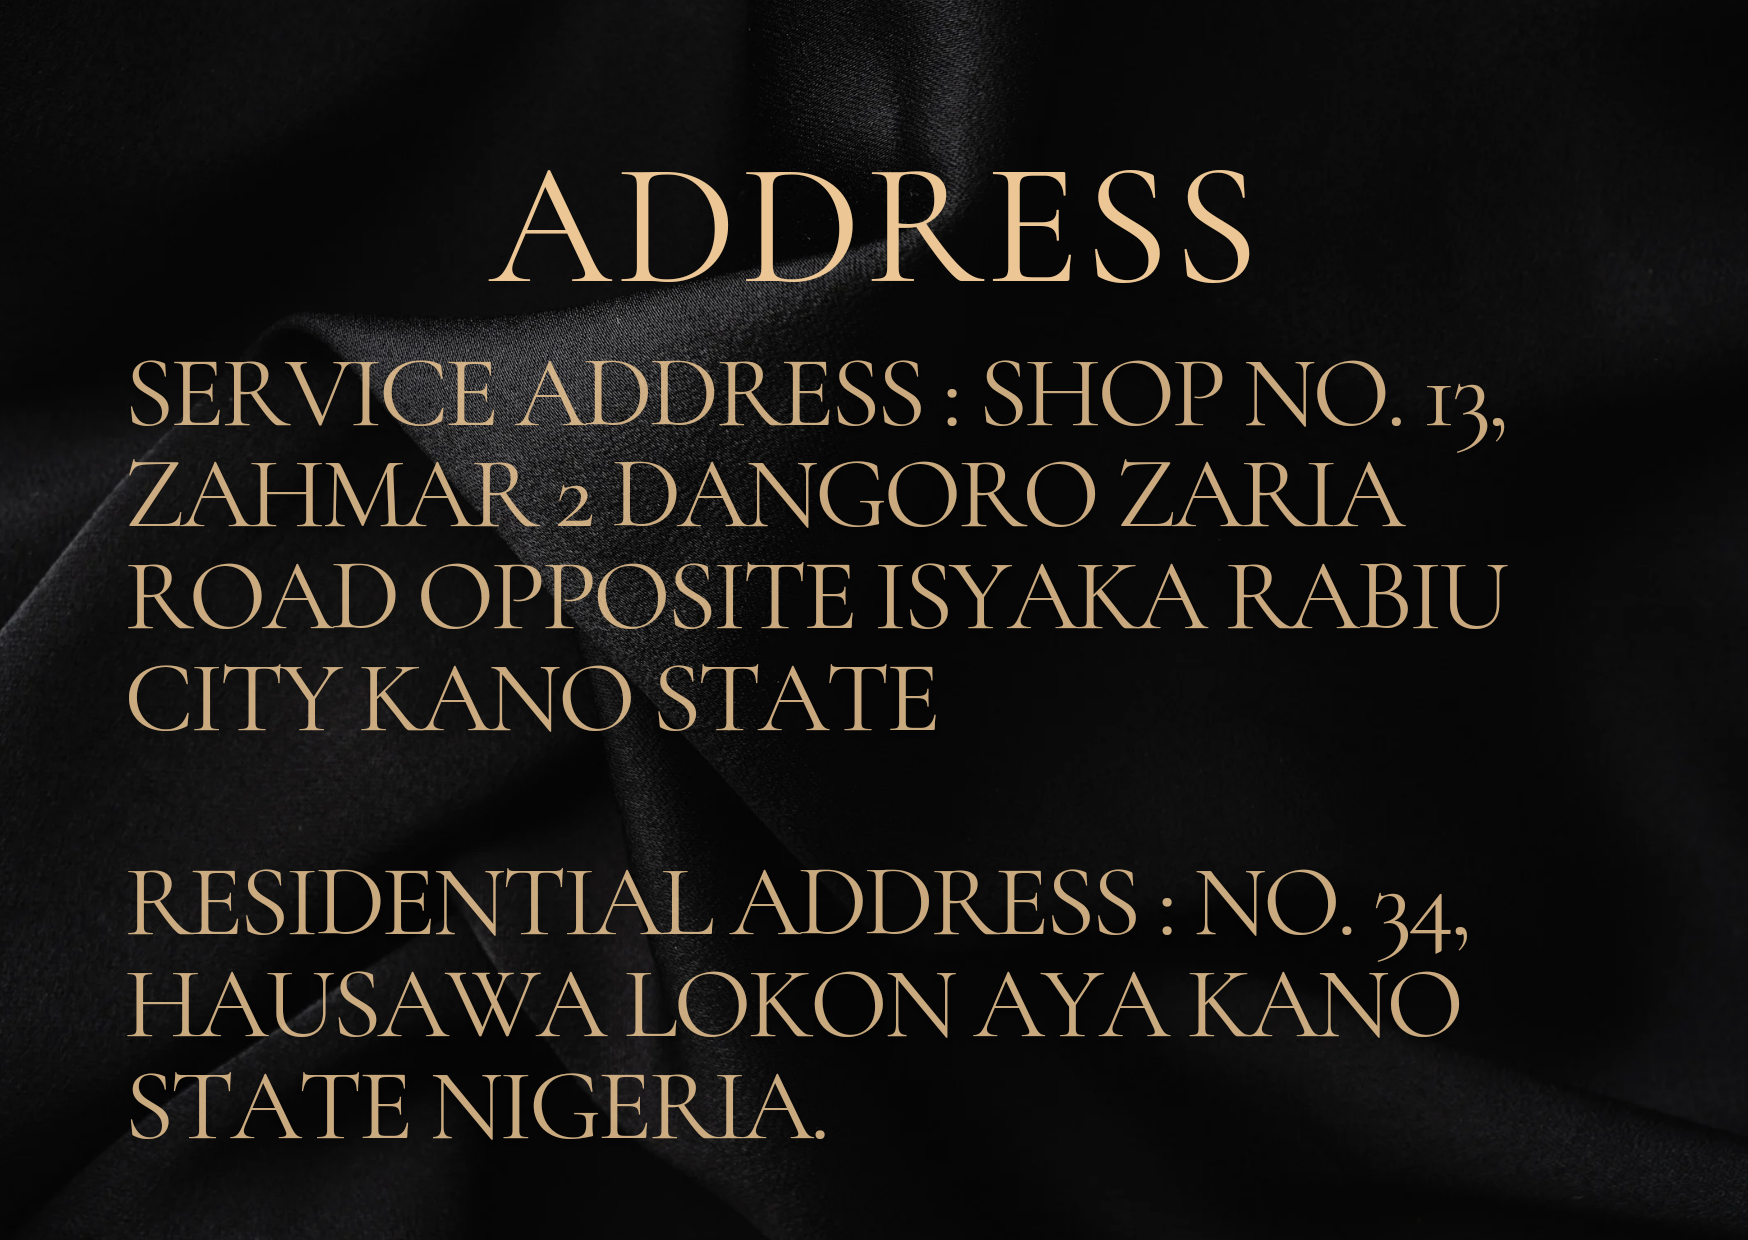 ADDRESS
SERVICE ADDRESS : SHOP NO. 13,
ZAHMAR 2 DANGORO ZARIA
ROAD OPPOSITE ISYAKA RABIU
CITY KANO STATE
RESIDENTIAL ADDRESS : NO. 34,
HAUSAWA LOKON AYA KANO
STATE NIGERIA.